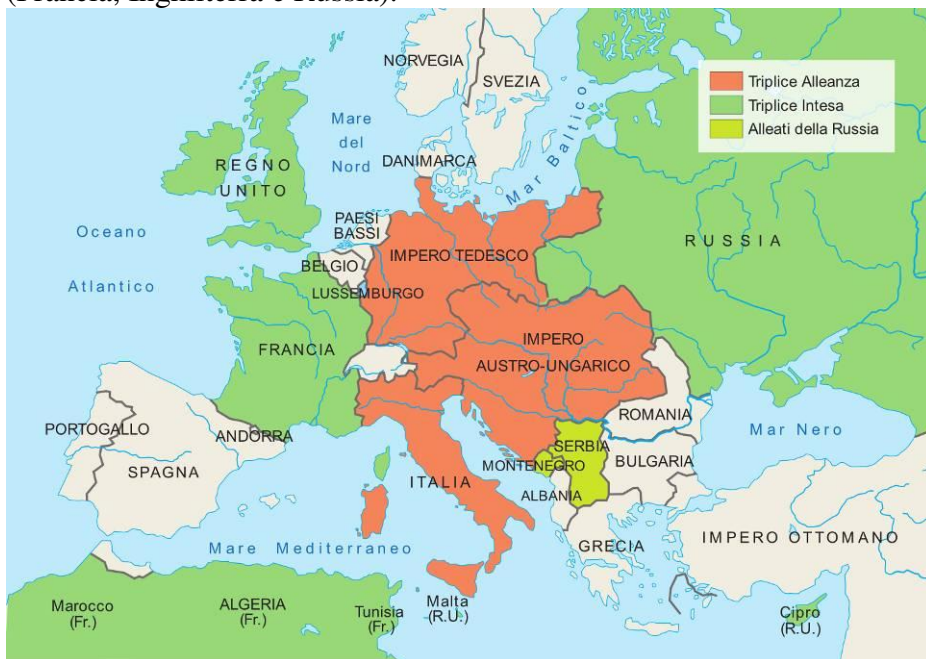 (Francia, Inghilterra e Russia).
NORVEGIA
SVEZIA
Triplice Alleanza
Triplice Intesa
Alleati della Russia
Mare
del
Nord
Mar Baltico
DANIMARCA
REGNO
UNITO
PAESI
BASSI
IMPERO TEDESCO
RUSSIA
Oceano
Atlantico
BELGIO
LUSSEMBURGO
FRANCIA
IMPERO
AUSTRO-UNGARICO
ROMANIA
PORTOGALLO
ANDORRA
SPAGNA
SERBIA
MONTENEGRO
BULGARIA
Mar Nero
ITALIA
ALBANIA
GRECIA
IMPERO OTTOMANO
Mare Mediterraneo
Marocco
(Fr.)
ALGERIA
(Fr.)
Tunisia
(Fr.)
Malta
(R.U.)
Cipro
(R.U.)